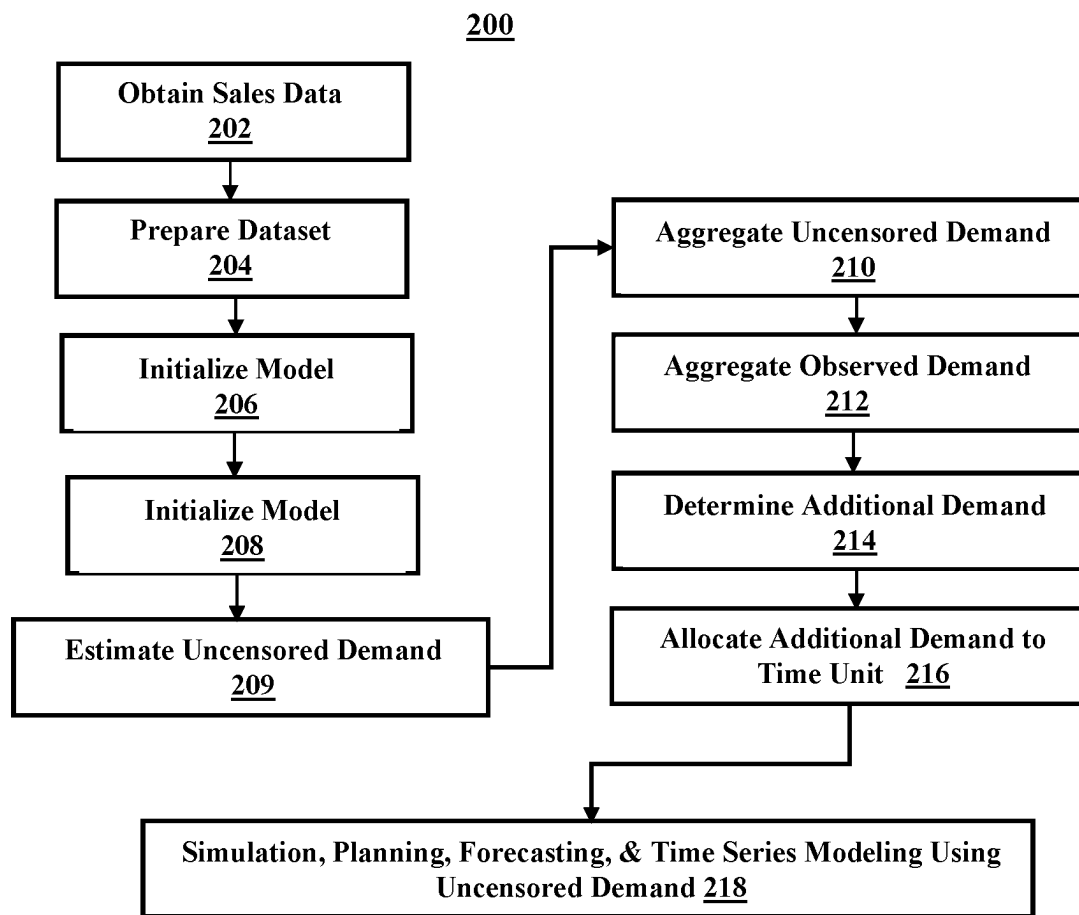 200
Obtain Sales Data
202
Prepare Dataset
204
Initialize Model
206
Initialize Model
208
Estimate Uncensored Demand
209
Aggregate Uncensored Demand
210
Aggregate Observed Demand
212
Determine Additional Demand
214
Allocate Additional Demand to
Time Unit 216
Simulation, Planning, Forecasting, & Time Series Modeling Using
Uncensored Demand 218